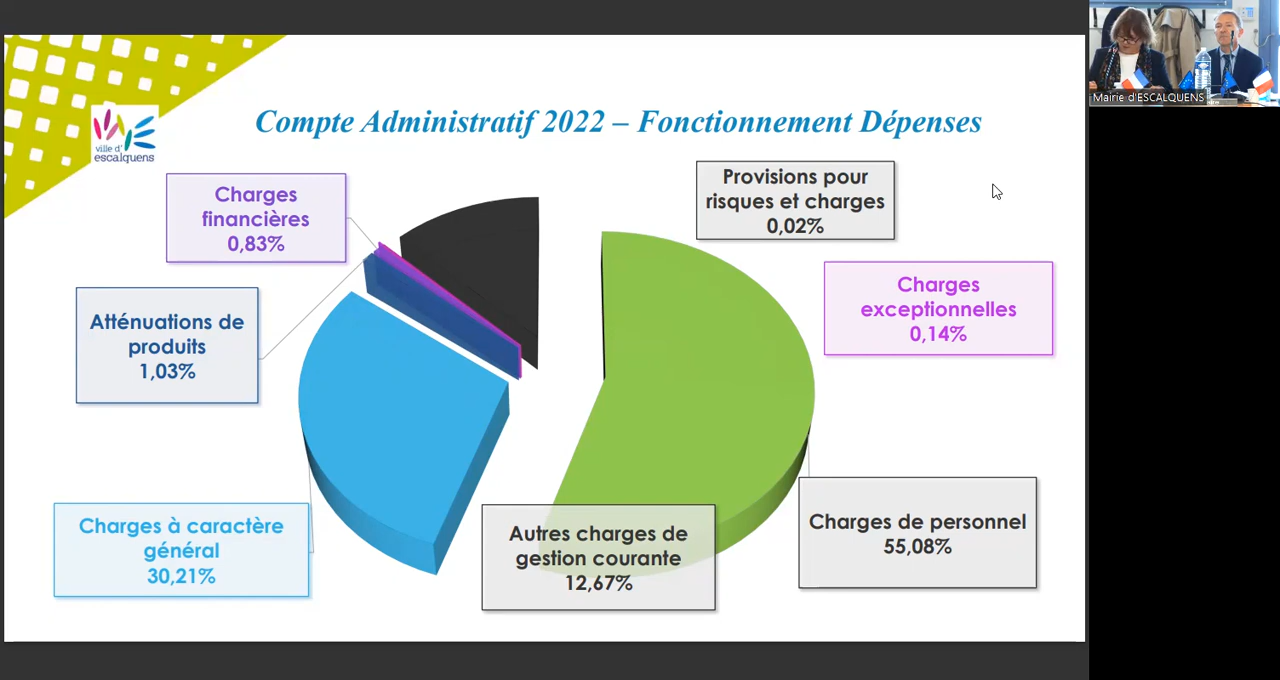 Compte Administratif 2022 – Fonctionnement Dépenses
ville d'
escalquens
Mairie d'ESCALQUENS
Charges
financières
0,83%
Provisions pour
risques et charges
0,02%
Charges
exceptionnelles
0,14%
Atténuations de
produits
1,03%
Charges à caractère
général
30,21%
Autres charges de
gestion courante
12,67%
Charges de personnel
55,08%